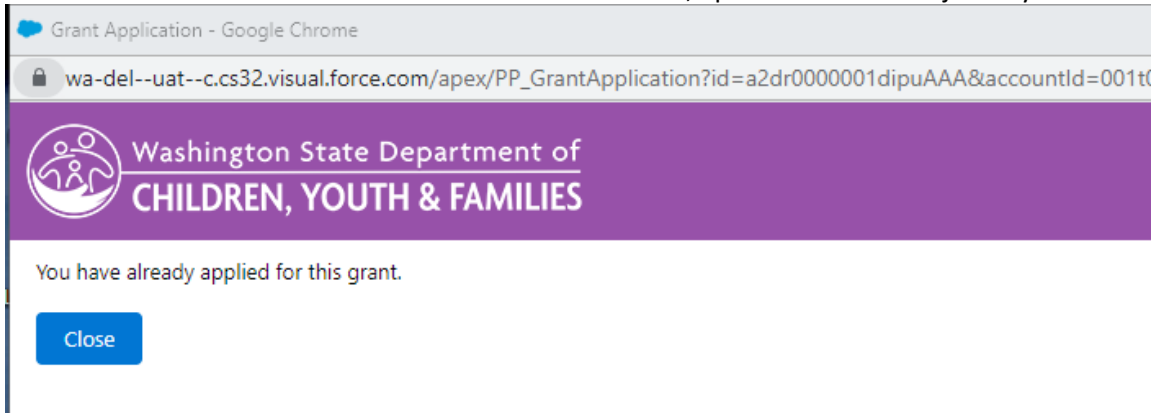 Grant Application - Google Chrome
wa-del--uat--c.cs32.visual.force.com/apex/PP_GrantApplication?id=a2dr0000001dipuAAA&accountId=001t
Washington State Department of
CHILDREN, YOUTH & FAMILIES
You have already applied for this grant.
Close